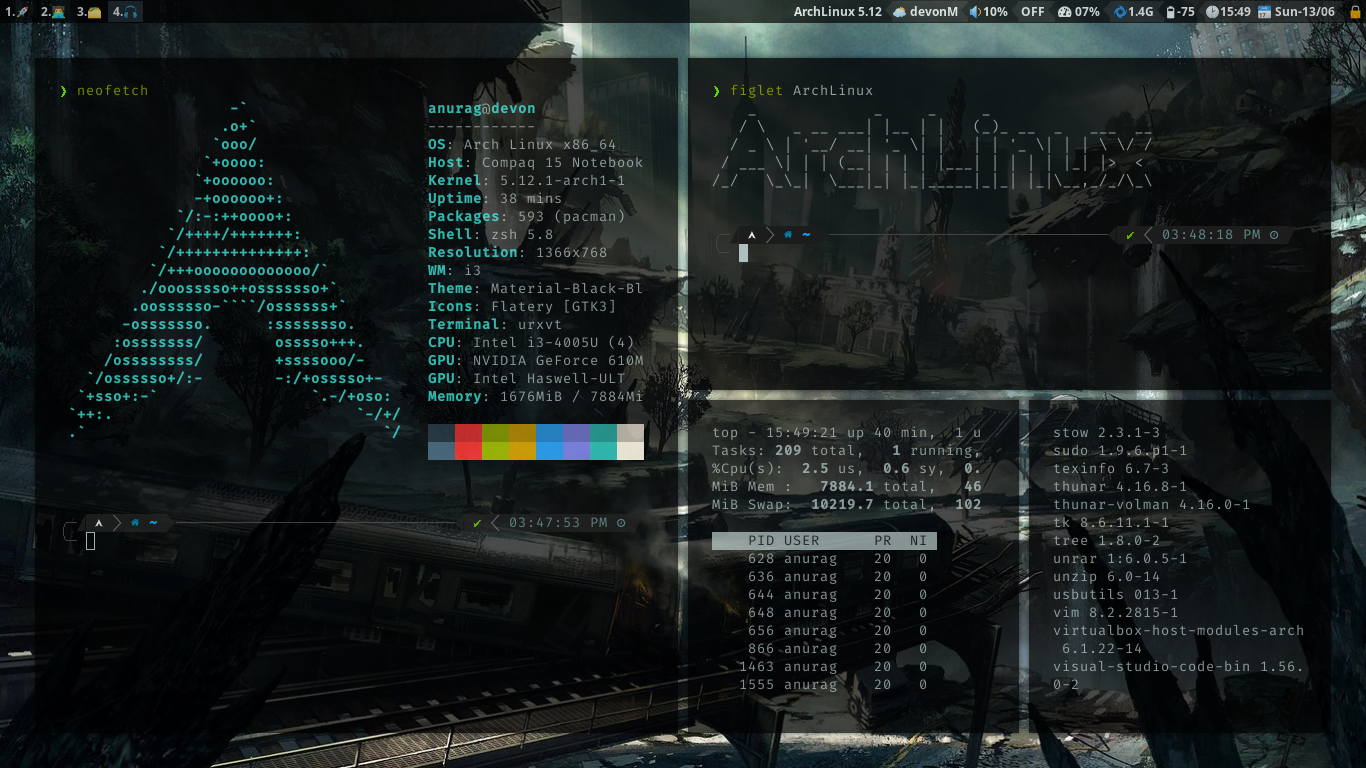 1. 2. 3. 4. ArchLinux 5.12 devonM 10% OFF 07% 1.4G -75 15:49 Sun-13/06
❯ neofetch
anurag@devon
------------
OS: Arch Linux x86_64
Host: Compaq 15 Notebook
Kernel: 5.12.1-arch1-1
Uptime: 38 mins
Packages: 593 (pacman)
Shell: zsh 5.8
Resolution: 1366x768
WM: i3
Theme: Material-Black-Bl
Icons: Flatery [GTK3]
Terminal: urxvt
CPU: Intel i3-4005U (4)
GPU: NVIDIA GeForce 610M
GPU: Intel Haswell-ULT
Memory: 1676MiB / 7884Mi
~ ✔ 03:47:53 PM
❯ figlet ArchLinux
ArchLinux
~ ✔ 03:48:18 PM
top - 15:49:21 up 40 min,  1 u
Tasks: 209 total,   1 running,
%Cpu(s):  2.5 us,  0.6 sy,  0.
MiB Mem :   7884.1 total,   46
MiB Swap:  10219.7 total,  102
PID USER      PR  NI
628 anurag    20   0
636 anurag    20   0
644 anurag    20   0
648 anurag    20   0
656 anurag    20   0
866 anurag    20   0
1463 anurag    20   0
1555 anurag    20   0
stow 2.3.1-3
sudo 1.9.6.p1-1
texinfo 6.7-3
thunar 4.16.8-1
thunar-volman 4.16.0-1
tk 8.6.11.1-1
tree 1.8.0-2
unrar 1:6.0.5-1
unzip 6.0-14
usbutils 013-1
vim 8.2.2815-1
virtualbox-host-modules-arch
6.1.22-14
visual-studio-code-bin 1.56.
0-2